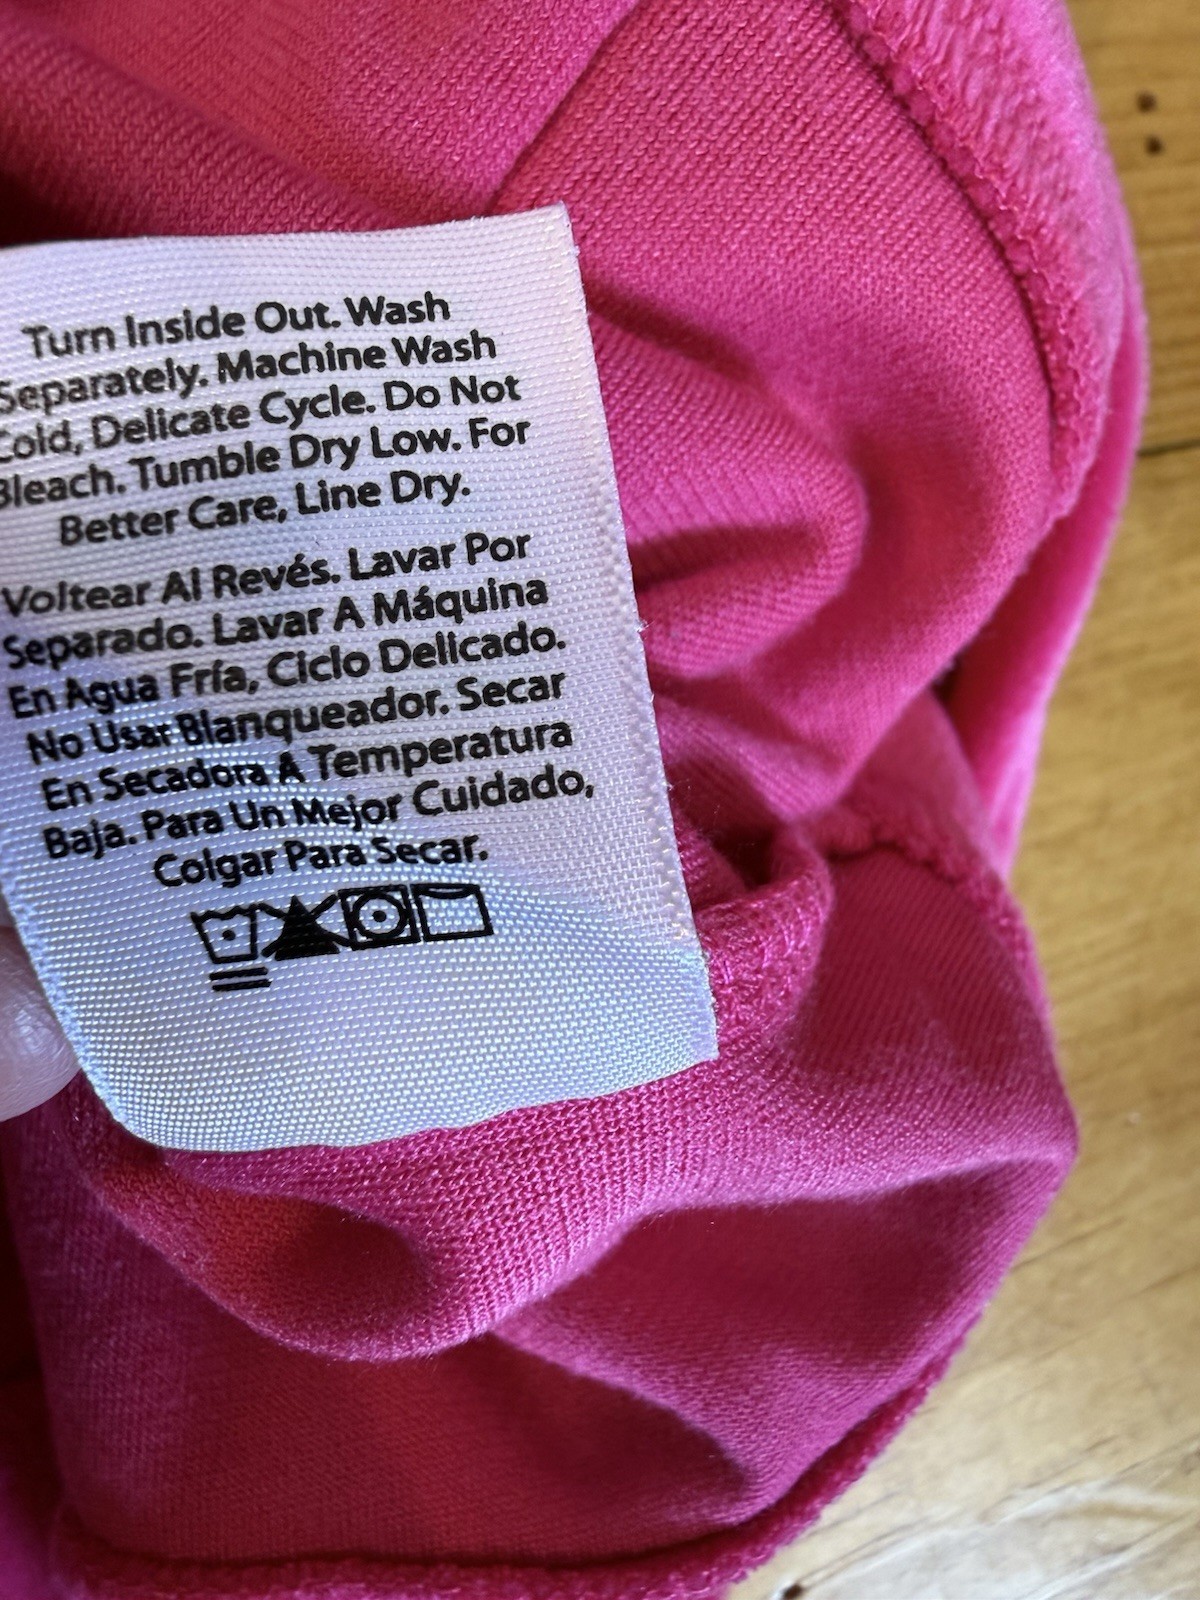 Turn Inside Out. Wash
Separately. Machine Wash
Cold, Delicate Cycle. Do Not
Bleach. Tumble Dry Low. For
Better Care, Line Dry.
Voltear Al Revés. Lavar Por
Separado. Lavar A Máquina
En Agua Fría, Ciclo Delicado.
No Usar Blanqueador. Secar
En Secadora A Temperatura
Baja. Para Un Mejor Cuidado,
Colgar Para Secar.